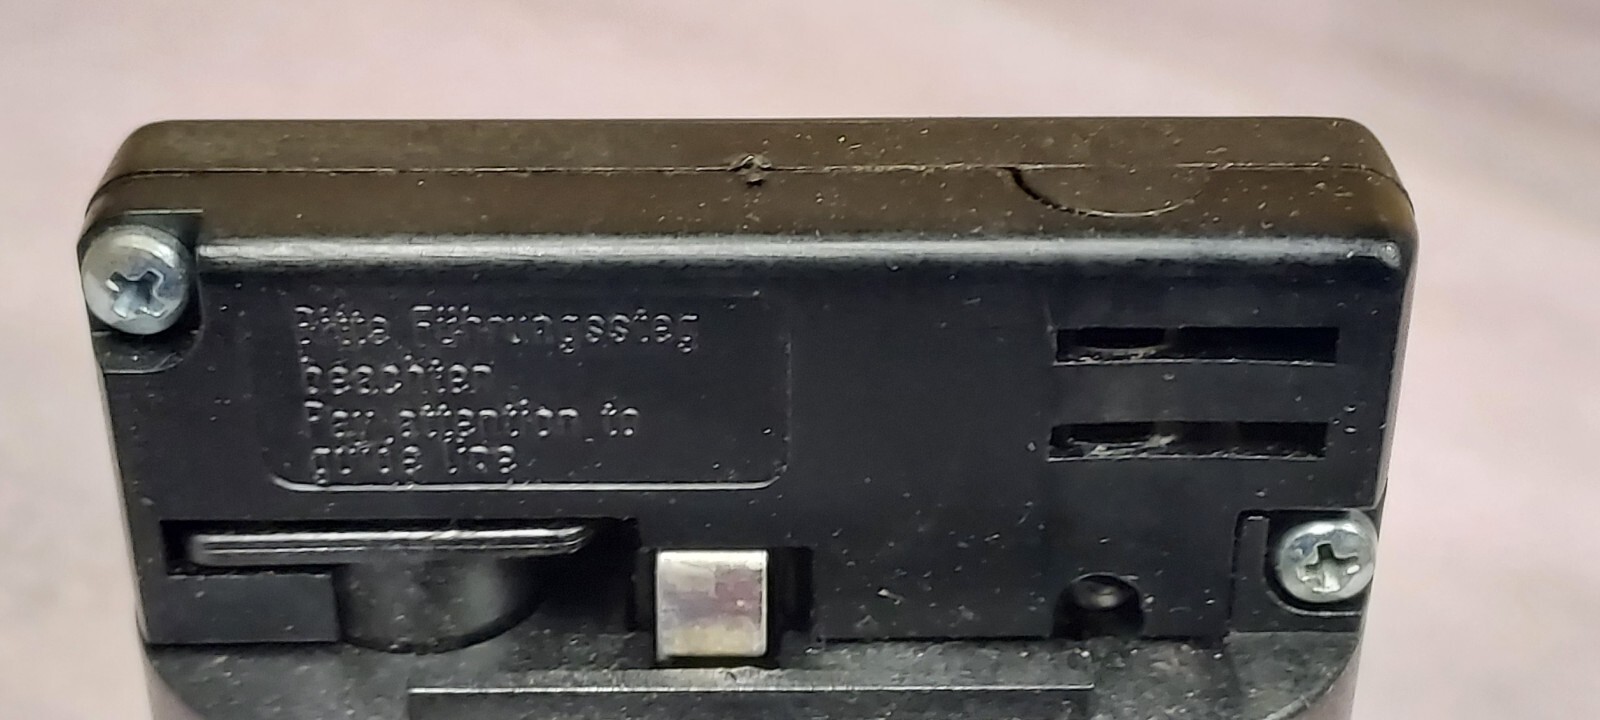 Bitte Führungssteg
beachten
Pay attention to
guide line